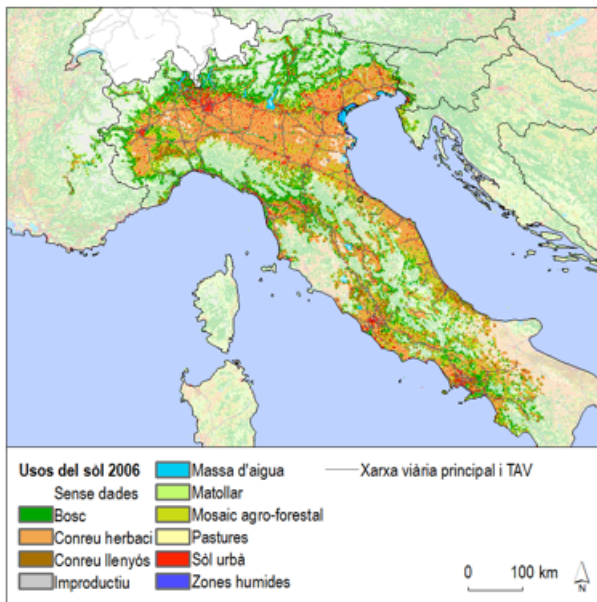 Usos del sòl 2006
Sense dades
Bosc
Conreu herbaci
Conreu llenyós
Improductiu
Massa d'aigua
Matollar
Mosaic agro-forestal
Pastures
Sòl urbà
Zones humides
Xarxa viària principal i TAV
0 100 km
N